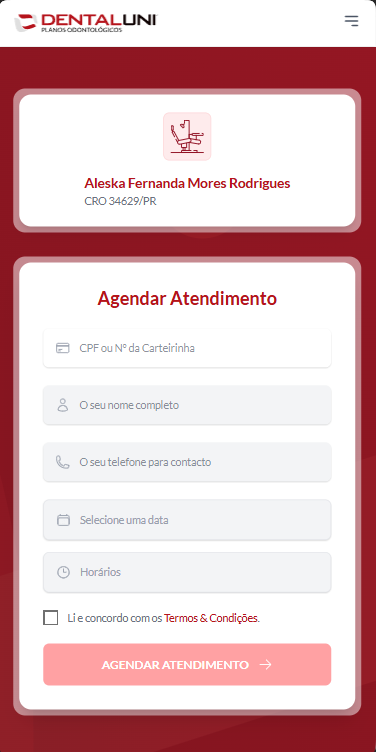 DENTALUNI
PLANOS ODONTOLÓGICOS
Aleska Fernanda Mores Rodrigues
CRO 34629/PR
Agendar Atendimento
CPF ou Nº da Carteirinha
O seu nome completo
O seu telefone para contacto
Selecione uma data
Horários
Li e concordo com os Termos & Condições.
AGENDAR ATENDIMENTO